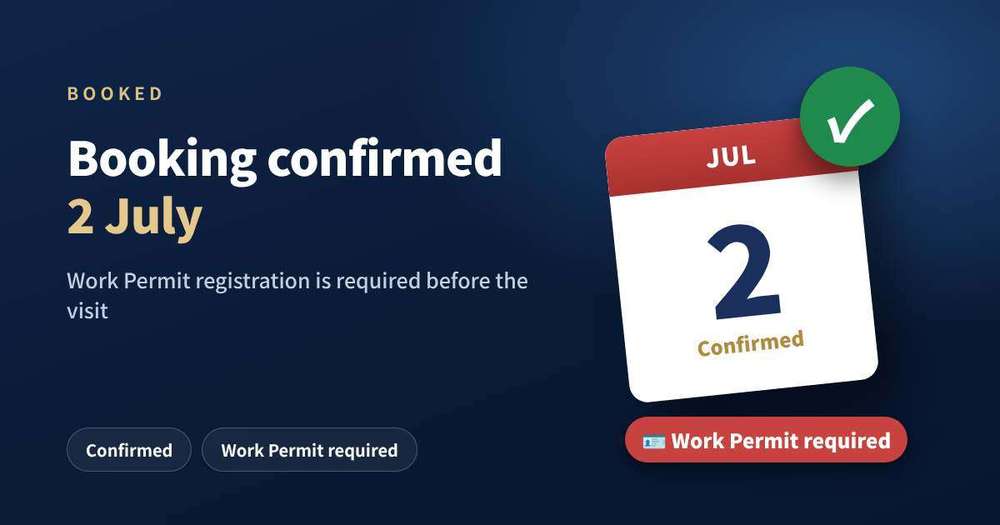 BOOKED
Booking confirmed
2 July
Work Permit registration is required before the
visit
Confirmed
Work Permit required
JUL
2
Confirmed
🪪 Work Permit required